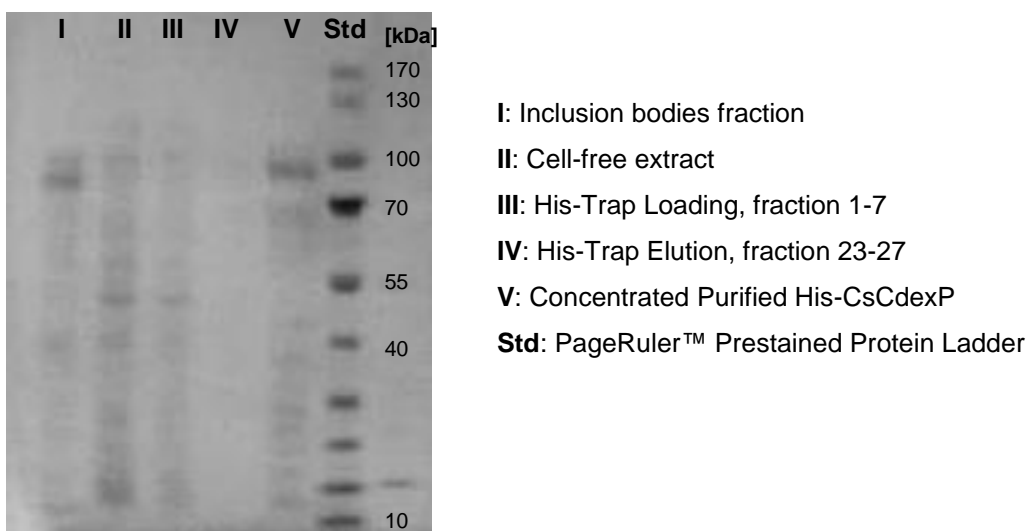 I II III IV V Std [kDa]
170
130
100
70
55
40
10
I: Inclusion bodies fraction
II: Cell-free extract
III: His-Trap Loading, fraction 1-7
IV: His-Trap Elution, fraction 23-27
V: Concentrated Purified His-CsCdexP
Std: PageRuler™ Prestained Protein Ladder